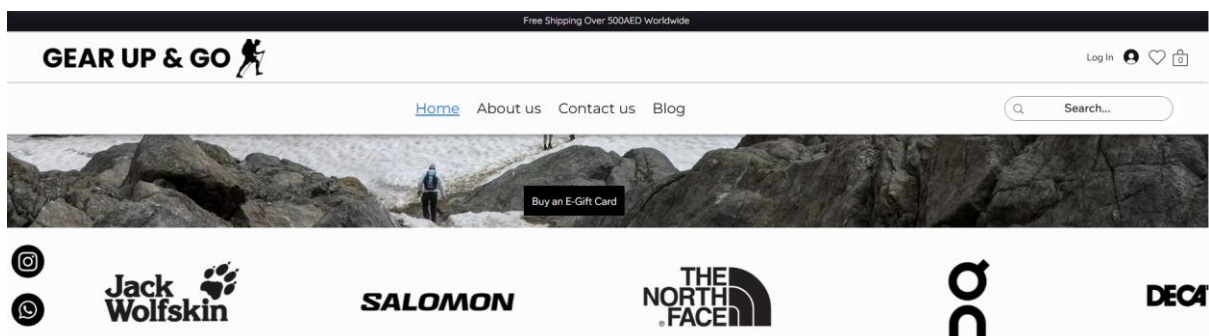 Free Shipping Over 500AED Worldwide
GEAR UP & GO
Log In
0
Home About us Contact us Blog
Search...
Buy an E-Gift Card
Jack
Wolfskin
SALOMON
THE
NORTH
FACE
DECA